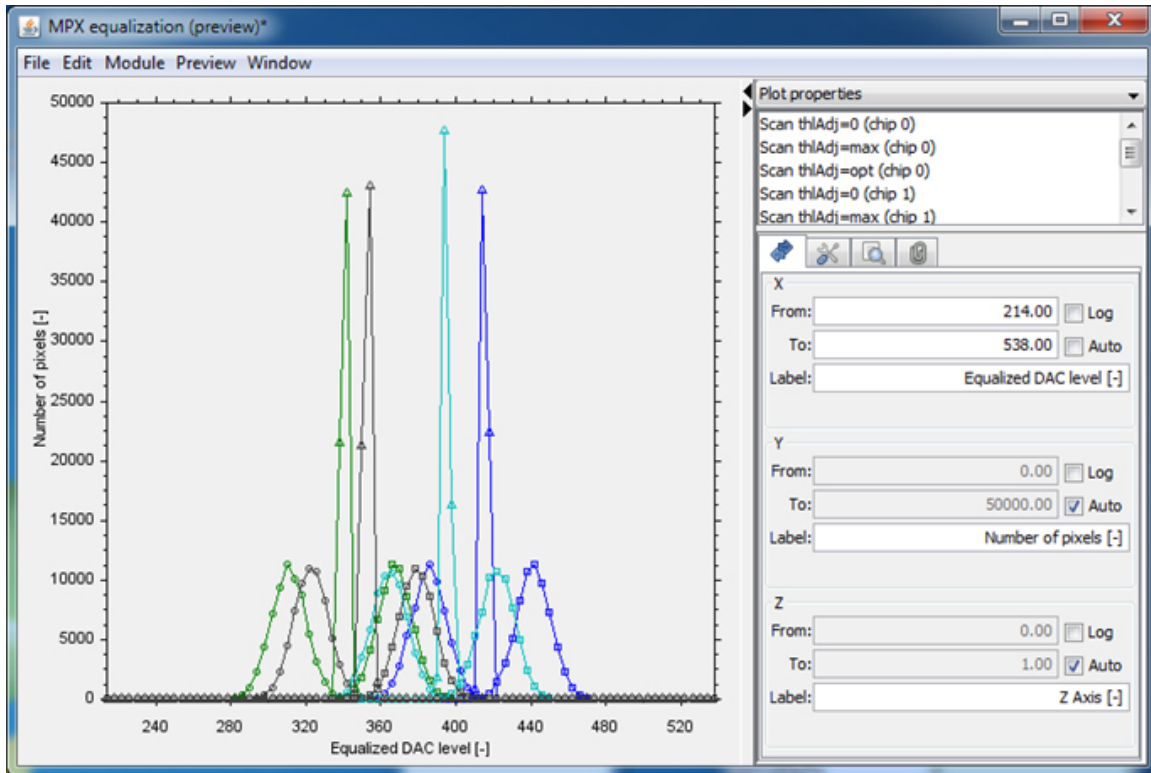 MPX equalization (preview)*
File Edit Module Preview Window
50000
45000
40000
35000
30000
25000
20000
15000
10000
5000
0
Number of pixels [-]
240 280 320 360 400 440 480 520
Equalized DAC level [-]
Plot properties
Scan thlAdj=0 (chip 0)
Scan thlAdj=max (chip 0)
Scan thlAdj=opt (chip 0)
Scan thlAdj=0 (chip 1)
Scan thlAdj=max (chip 1)
X
From: 214.00 Log
To: 538.00 Auto
Label: Equalized DAC level [-]
Y
From: 0.00 Log
To: 50000.00 Auto
Label: Number of pixels [-]
Z
From: 0.00 Log
To: 1.00 Auto
Label: Z Axis [-]